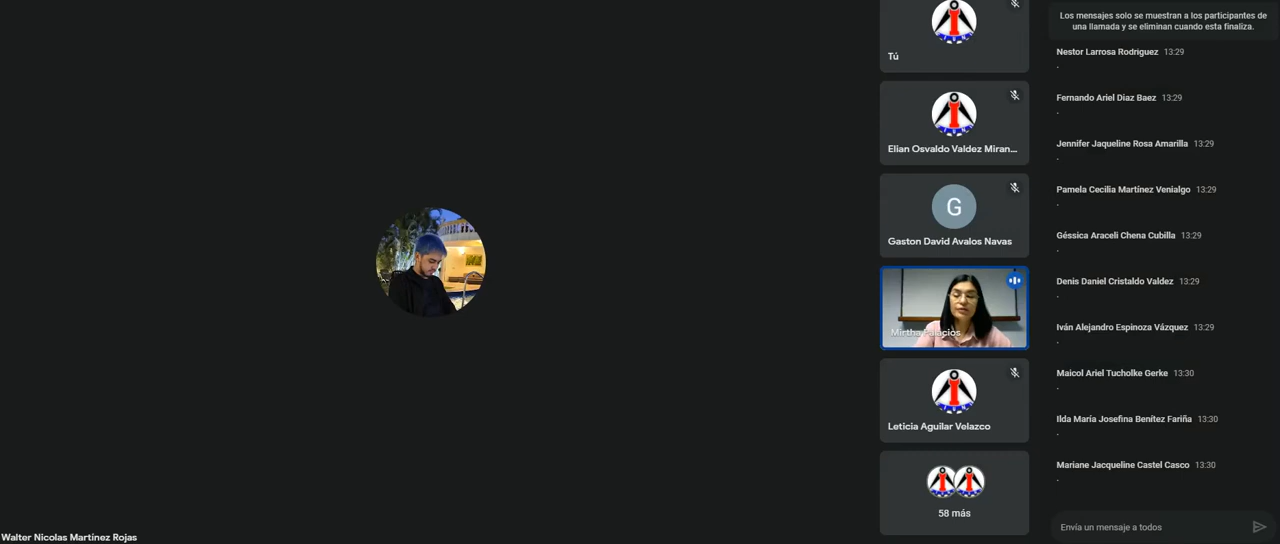 Tú
Elian Osvaldo Valdez Miran...
G
Gaston David Avalos Navas
Mirtha Palacios
Leticia Aguilar Velazco
58 más
Walter Nicolas Martínez Rojas
Los mensajes solo se muestran a los participantes de
una llamada y se eliminan cuando esta finaliza.
Nestor Larrosa Rodriguez 13:29
.
Fernando Ariel Diaz Baez 13:29
.
Jennifer Jaqueline Rosa Amarilla 13:29
.
Pamela Cecilia Martínez Venialgo 13:29
.
Géssica Araceli Chena Cubilla 13:29
.
Denis Daniel Cristaldo Valdez 13:29
.
Iván Alejandro Espinoza Vázquez 13:29
.
Maicol Ariel Tucholke Gerke 13:30
.
Ilda María Josefina Benítez Fariña 13:30
.
Mariane Jacqueline Castel Casco 13:30
.
Envía un mensaje a todos